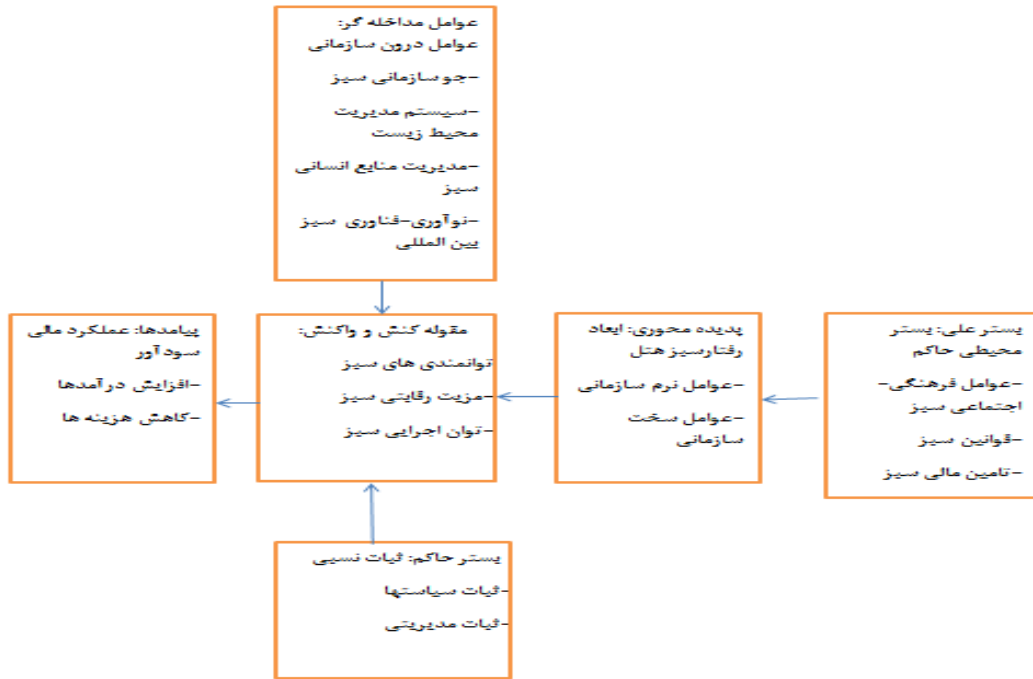 عوامل مداخله گر:
عوامل درون سازمانی
-جو سازمانی سبز
-سیستم مدیریت
محیط زیست
-مدیریت منابع انسانی
سبز
-نوآوری-فناوری سبز
بین المللی
بستر علی: بستر
محیطی حاکم
-عوامل فرهنگی-
اجتماعی سبز
-قوانین سبز
-تامین مالی سبز
پدیده محوری: ابعاد
رفتارسبز هتل
-عوامل نرم سازمانی
-عوامل سخت
سازمانی
مقوله کنش و واکنش:
توانمندی های سبز
-مزیت رقابتی سبز
-توان اجرایی سبز
پیامدها: عملکرد مالی
سود آور
-افزایش درآمدها
-کاهش هزینه ها
بستر حاکم: ثبات نسبی
-ثبات سیاستها
-ثبات مدیریتی